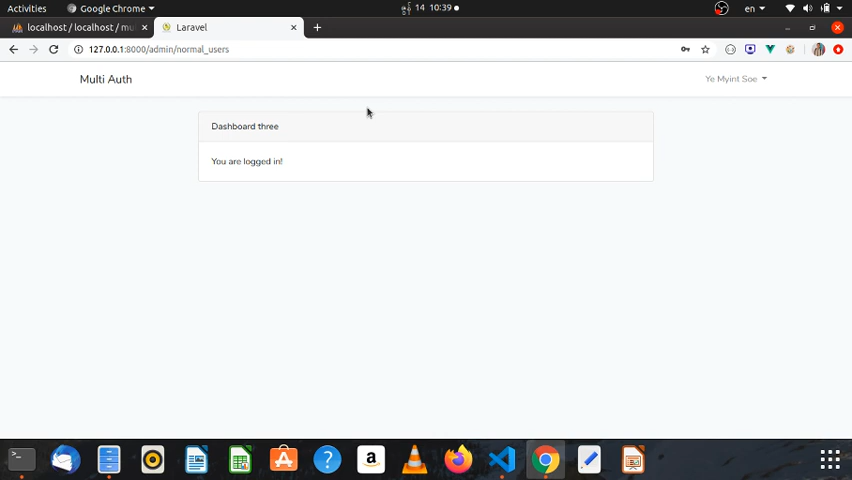 Activities
Google Chrome
14 10:39
en
localhost / localhost / mu
Laravel
127.0.0.1:8000/admin/normal_users
Multi Auth
Ye Myint Soe
Dashboard three
You are logged in!